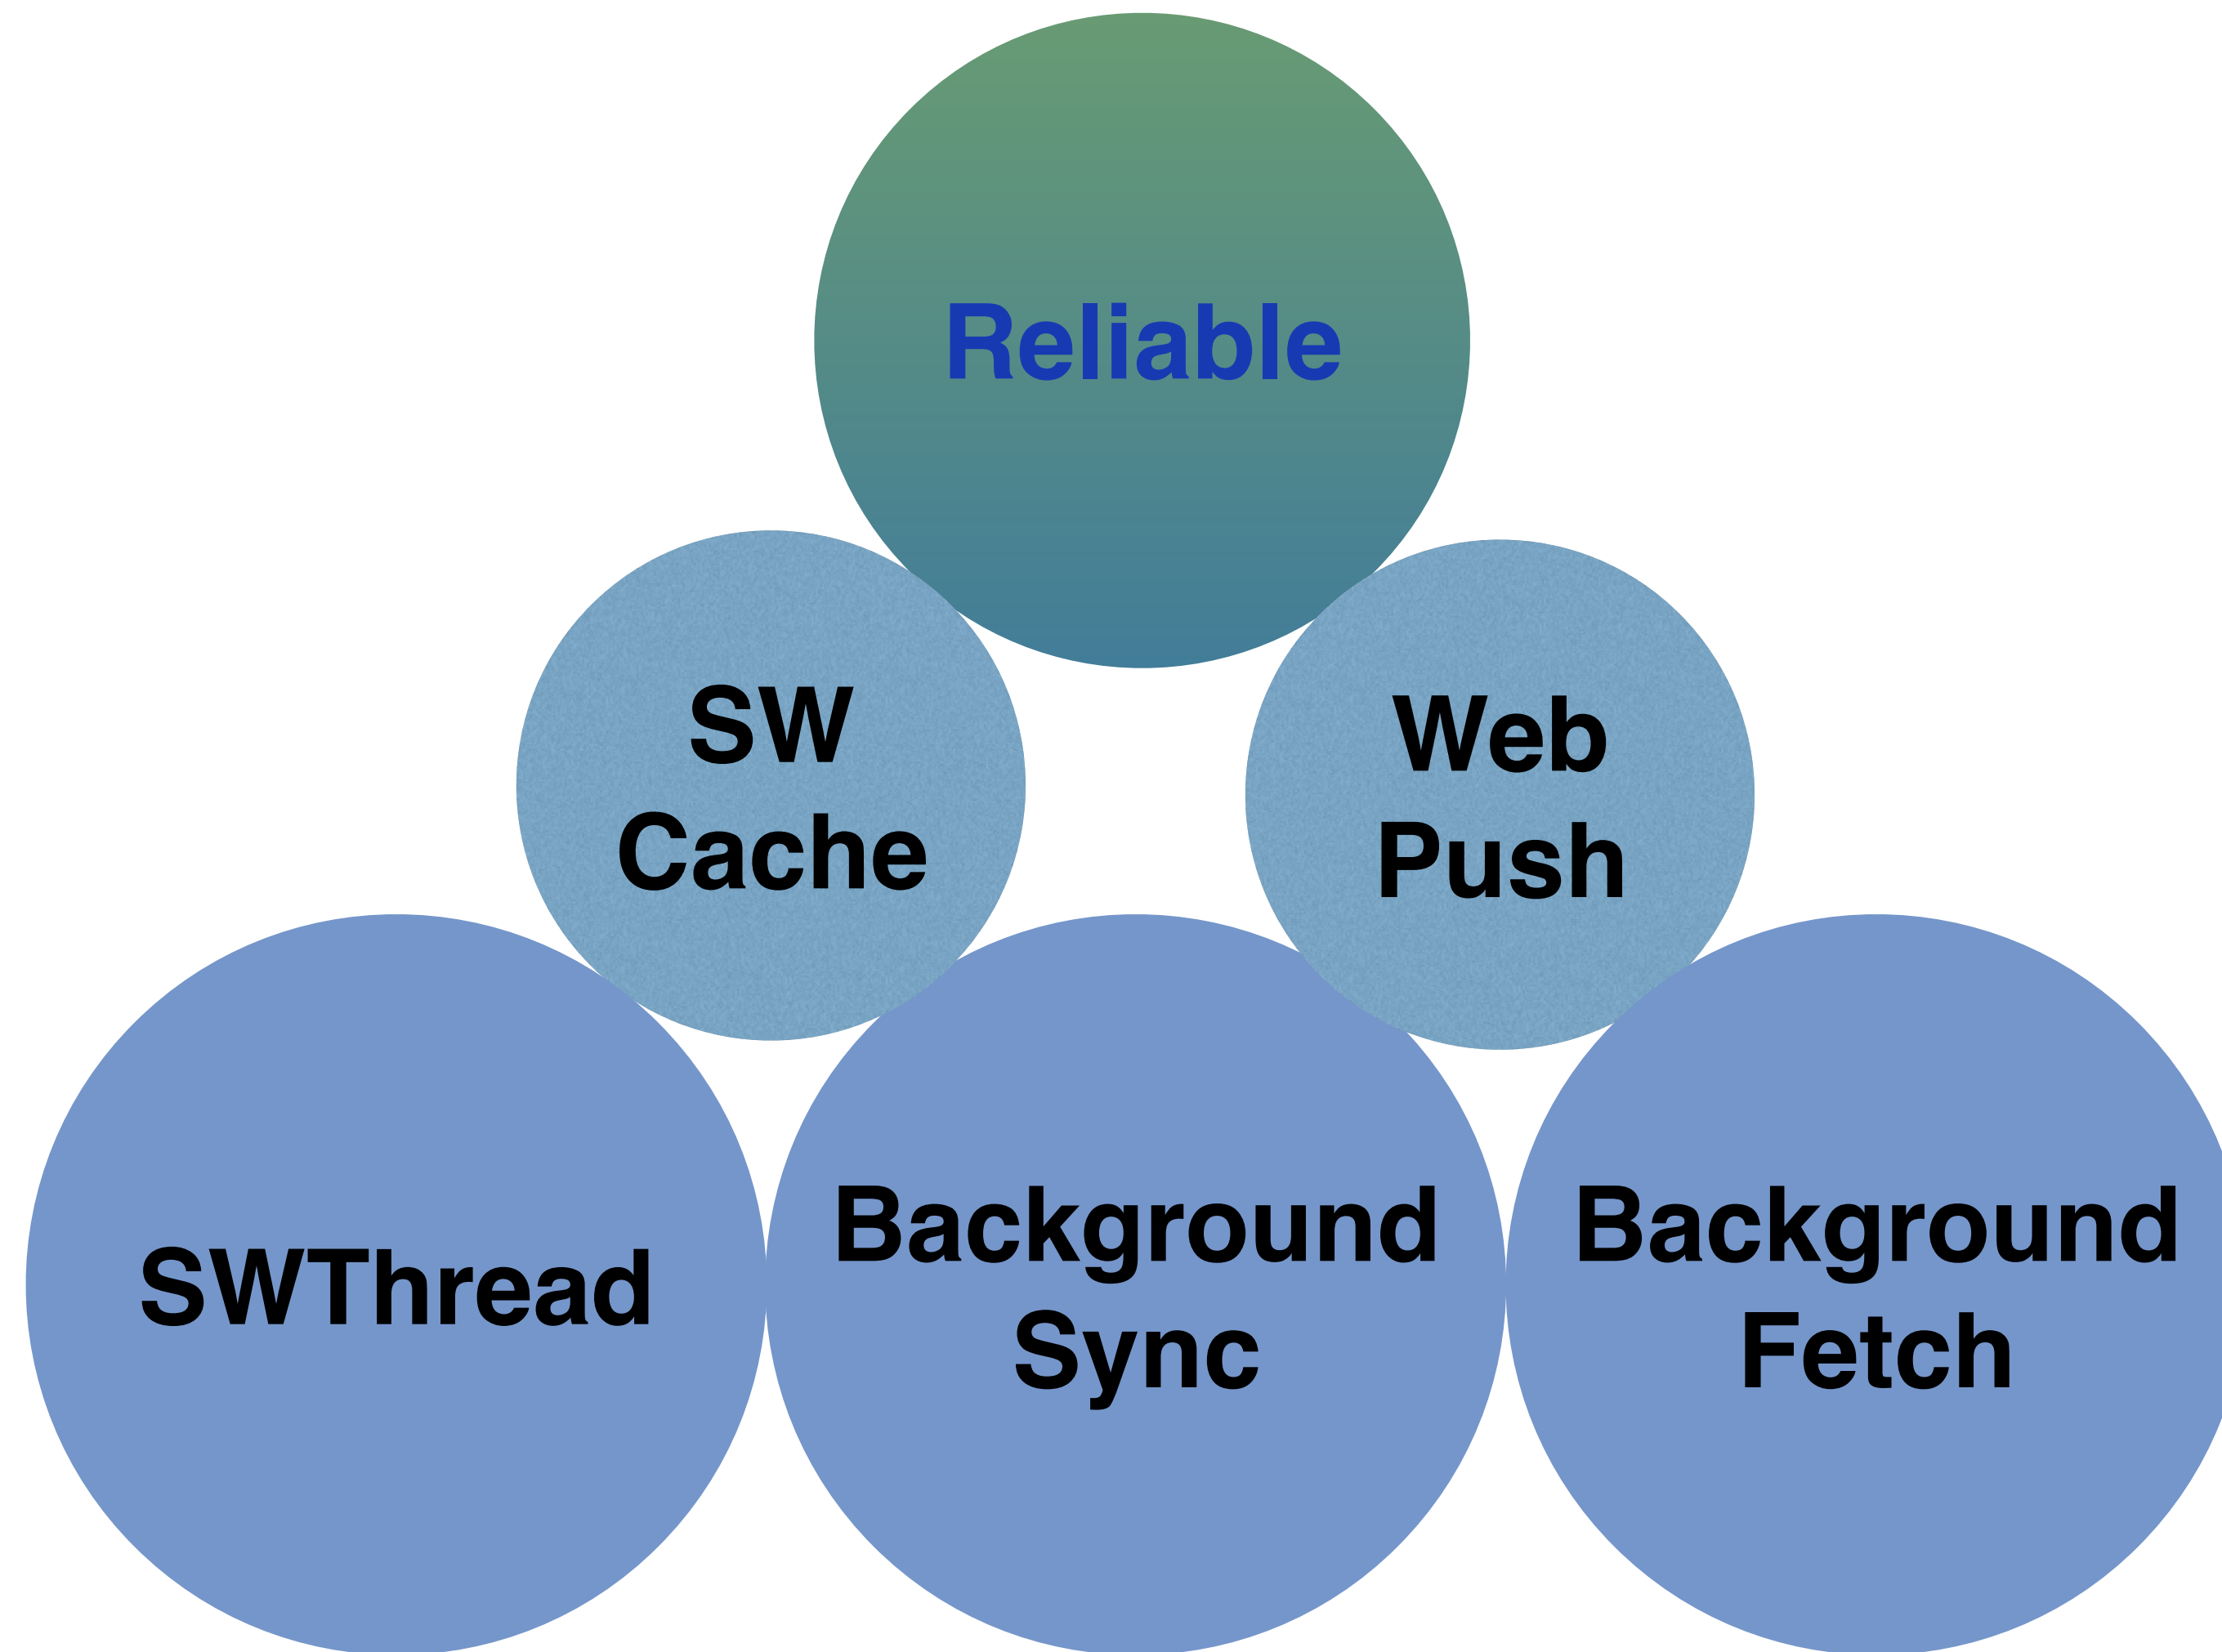 Reliable
SW
Cache
Web
Push
SWThread
Background
Sync
Background
Fetch